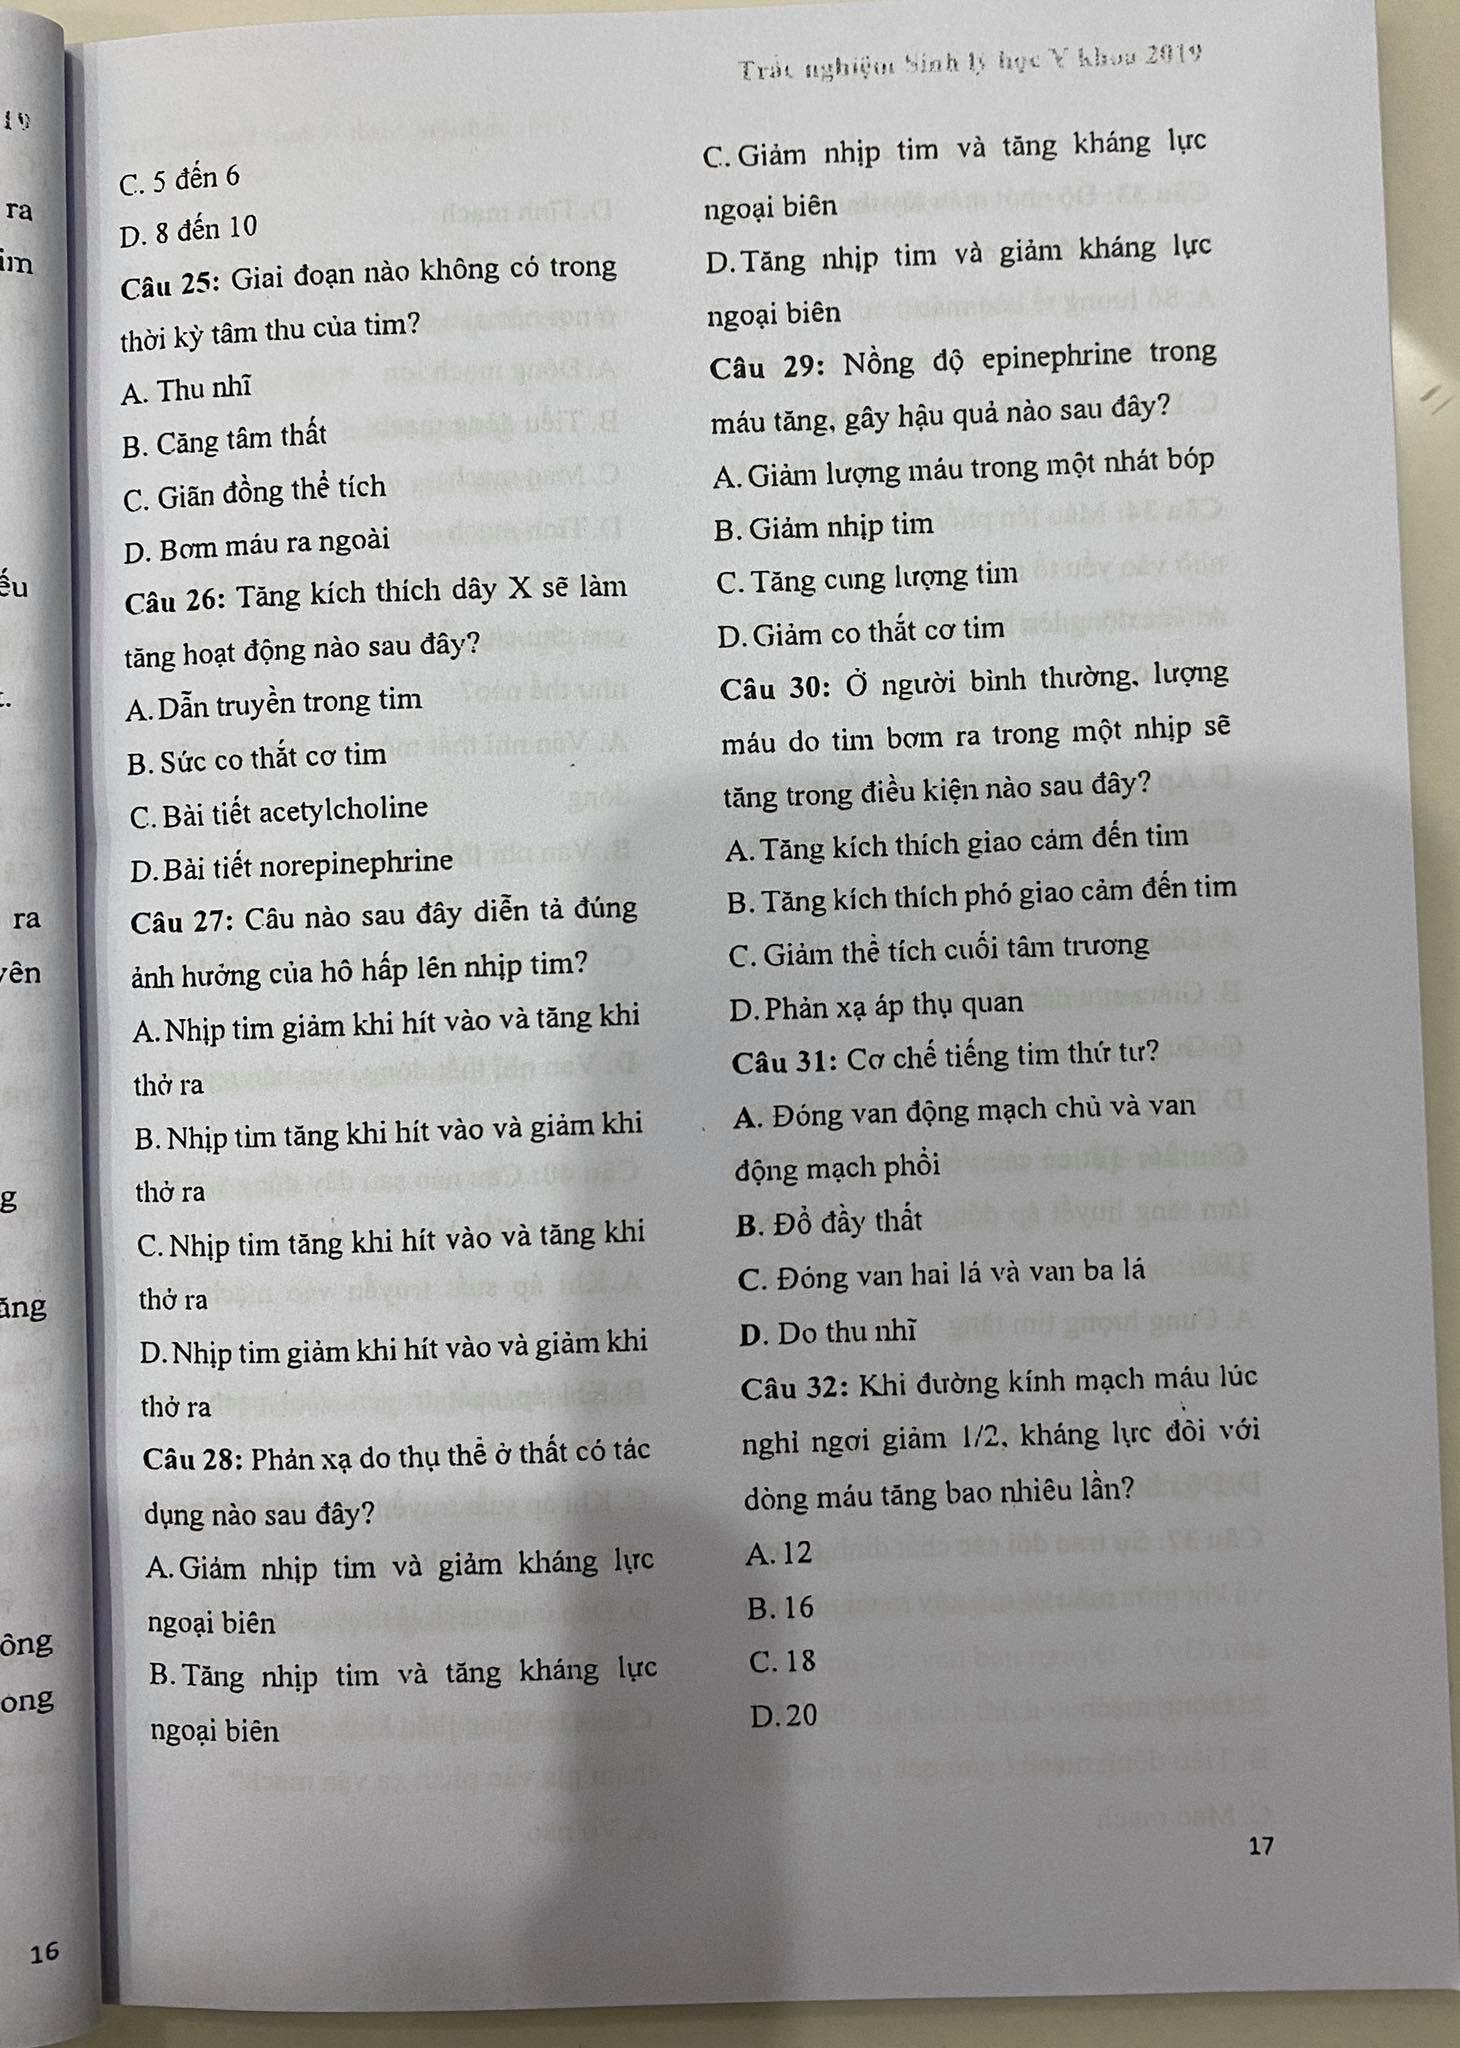 Trắc nghiệm Sinh lý học Y khoa 2019
C. 5 đến 6
D. 8 đến 10
Câu 25: Giai đoạn nào không có trong
thời kỳ tâm thu của tim?
A. Thu nhĩ
B. Căng tâm thất
C. Giãn đồng thể tích
D. Bơm máu ra ngoài
Câu 26: Tăng kích thích dây X sẽ làm
tăng hoạt động nào sau đây?
A. Dẫn truyền trong tim
B. Sức co thắt cơ tim
C. Bài tiết acetylcholine
D. Bài tiết norepinephrine
Câu 27: Câu nào sau đây diễn tả đúng
ảnh hưởng của hô hấp lên nhịp tim?
A. Nhịp tim giảm khi hít vào và tăng khi
thở ra
B. Nhịp tim tăng khi hít vào và giảm khi
thở ra
C. Nhịp tim tăng khi hít vào và tăng khi
thở ra
D. Nhịp tim giảm khi hít vào và giảm khi
thở ra
Câu 28: Phản xạ do thụ thể ở thất có tác
dụng nào sau đây?
A. Giảm nhịp tim và giảm kháng lực
ngoại biên
B. Tăng nhịp tim và tăng kháng lực
ngoại biên
C. Giảm nhịp tim và tăng kháng lực
ngoại biên
D. Tăng nhịp tim và giảm kháng lực
ngoại biên
Câu 29: Nồng độ epinephrine trong
máu tăng, gây hậu quả nào sau đây?
A. Giảm lượng máu trong một nhát bóp
B. Giảm nhịp tim
C. Tăng cung lượng tim
D. Giảm co thắt cơ tim
Câu 30: Ở người bình thường, lượng
máu do tim bơm ra trong một nhịp sẽ
tăng trong điều kiện nào sau đây?
A. Tăng kích thích giao cảm đến tim
B. Tăng kích thích phó giao cảm đến tim
C. Giảm thể tích cuối tâm trương
D. Phản xạ áp thụ quan
Câu 31: Cơ chế tiếng tim thứ tư?
A. Đóng van động mạch chủ và van
động mạch phổi
B. Đổ đầy thất
C. Đóng van hai lá và van ba lá
D. Do thu nhĩ
Câu 32: Khi đường kính mạch máu lúc
nghỉ ngơi giảm 1/2, kháng lực đối với
dòng máu tăng bao nhiêu lần?
A. 12
B. 16
C. 18
D. 20
17
19
ra
im
ếu
ra
yên
g
ăng
ông
ong
16